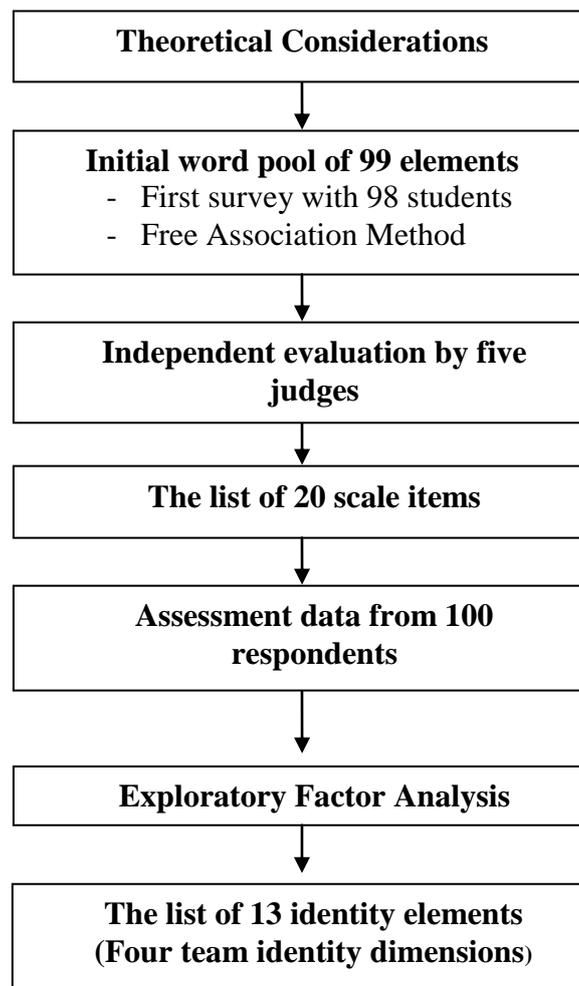 Theoretical Considerations
Initial word pool of 99 elements
- First survey with 98 students
- Free Association Method
Independent evaluation by five
judges
The list of 20 scale items
Assessment data from 100
respondents
Exploratory Factor Analysis
The list of 13 identity elements
(Four team identity dimensions)